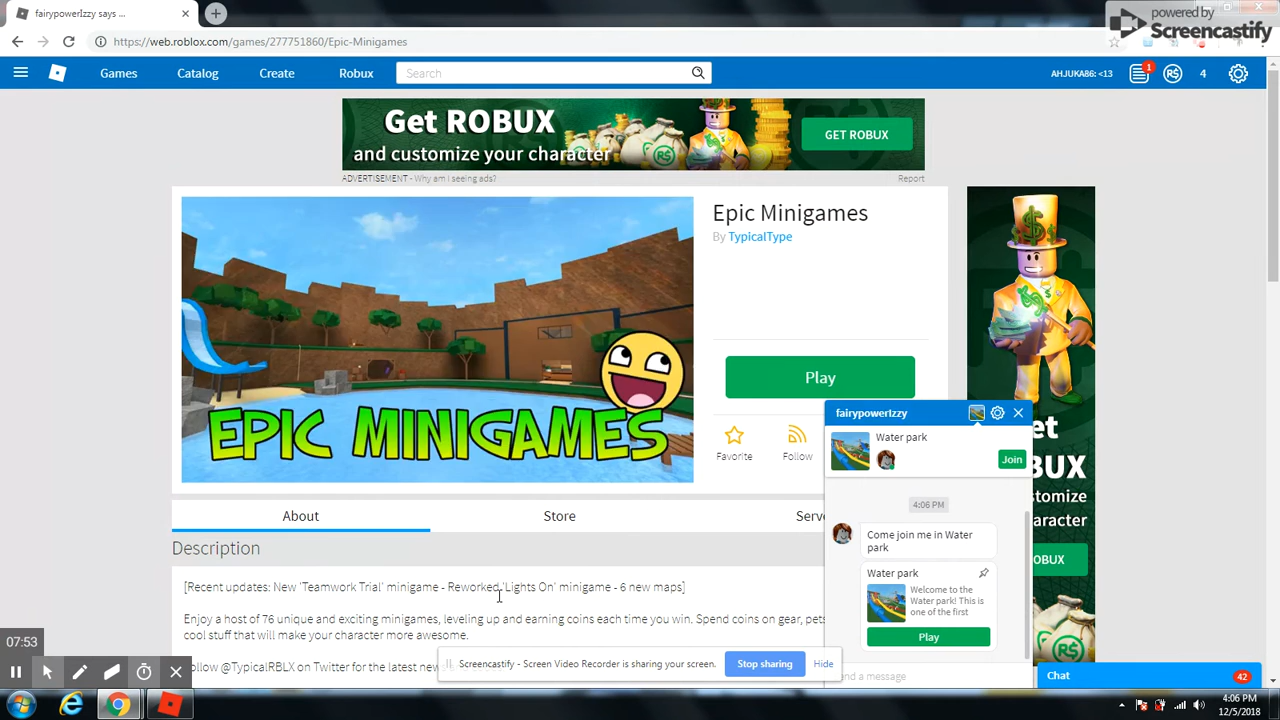 fairypowerIzzy says ...
powered by
Screencastify
https://web.roblox.com/games/277751860/Epic-Minigames
Games
Catalog
Create
Robux
Search
AHJUKA86: <13
1
R$
4
Get ROBUX
and customize your character
GET ROBUX
ADVERTISEMENT - Why am I seeing ads?
Report
EPIC MINIGAMES
Epic Minigames
By TypicalType
Play
Favorite
Follow
About
Store
Serve
Description
[Recent updates: New 'Teamwork Trial' minigame - Reworked 'Lights On' minigame - 6 new maps]
Enjoy a host of 76 unique and exciting minigames, leveling up and earning coins each time you win. Spend coins on gear, pets
cool stuff that will make your character more awesome.
ollow @TypicalRBLX on Twitter for the latest new
fairypowerIzzy
Water park
Join
4:06 PM
Come join me in Water
park
Water park
Welcome to the
Water park! This is
one of the first
Play
end a message
et
BUX
stomize
aracter
OBUX
07:53
Screencastify - Screen Video Recorder is sharing your screen.
Stop sharing
Hide
Chat
42
4:06 PM
12/5/2018